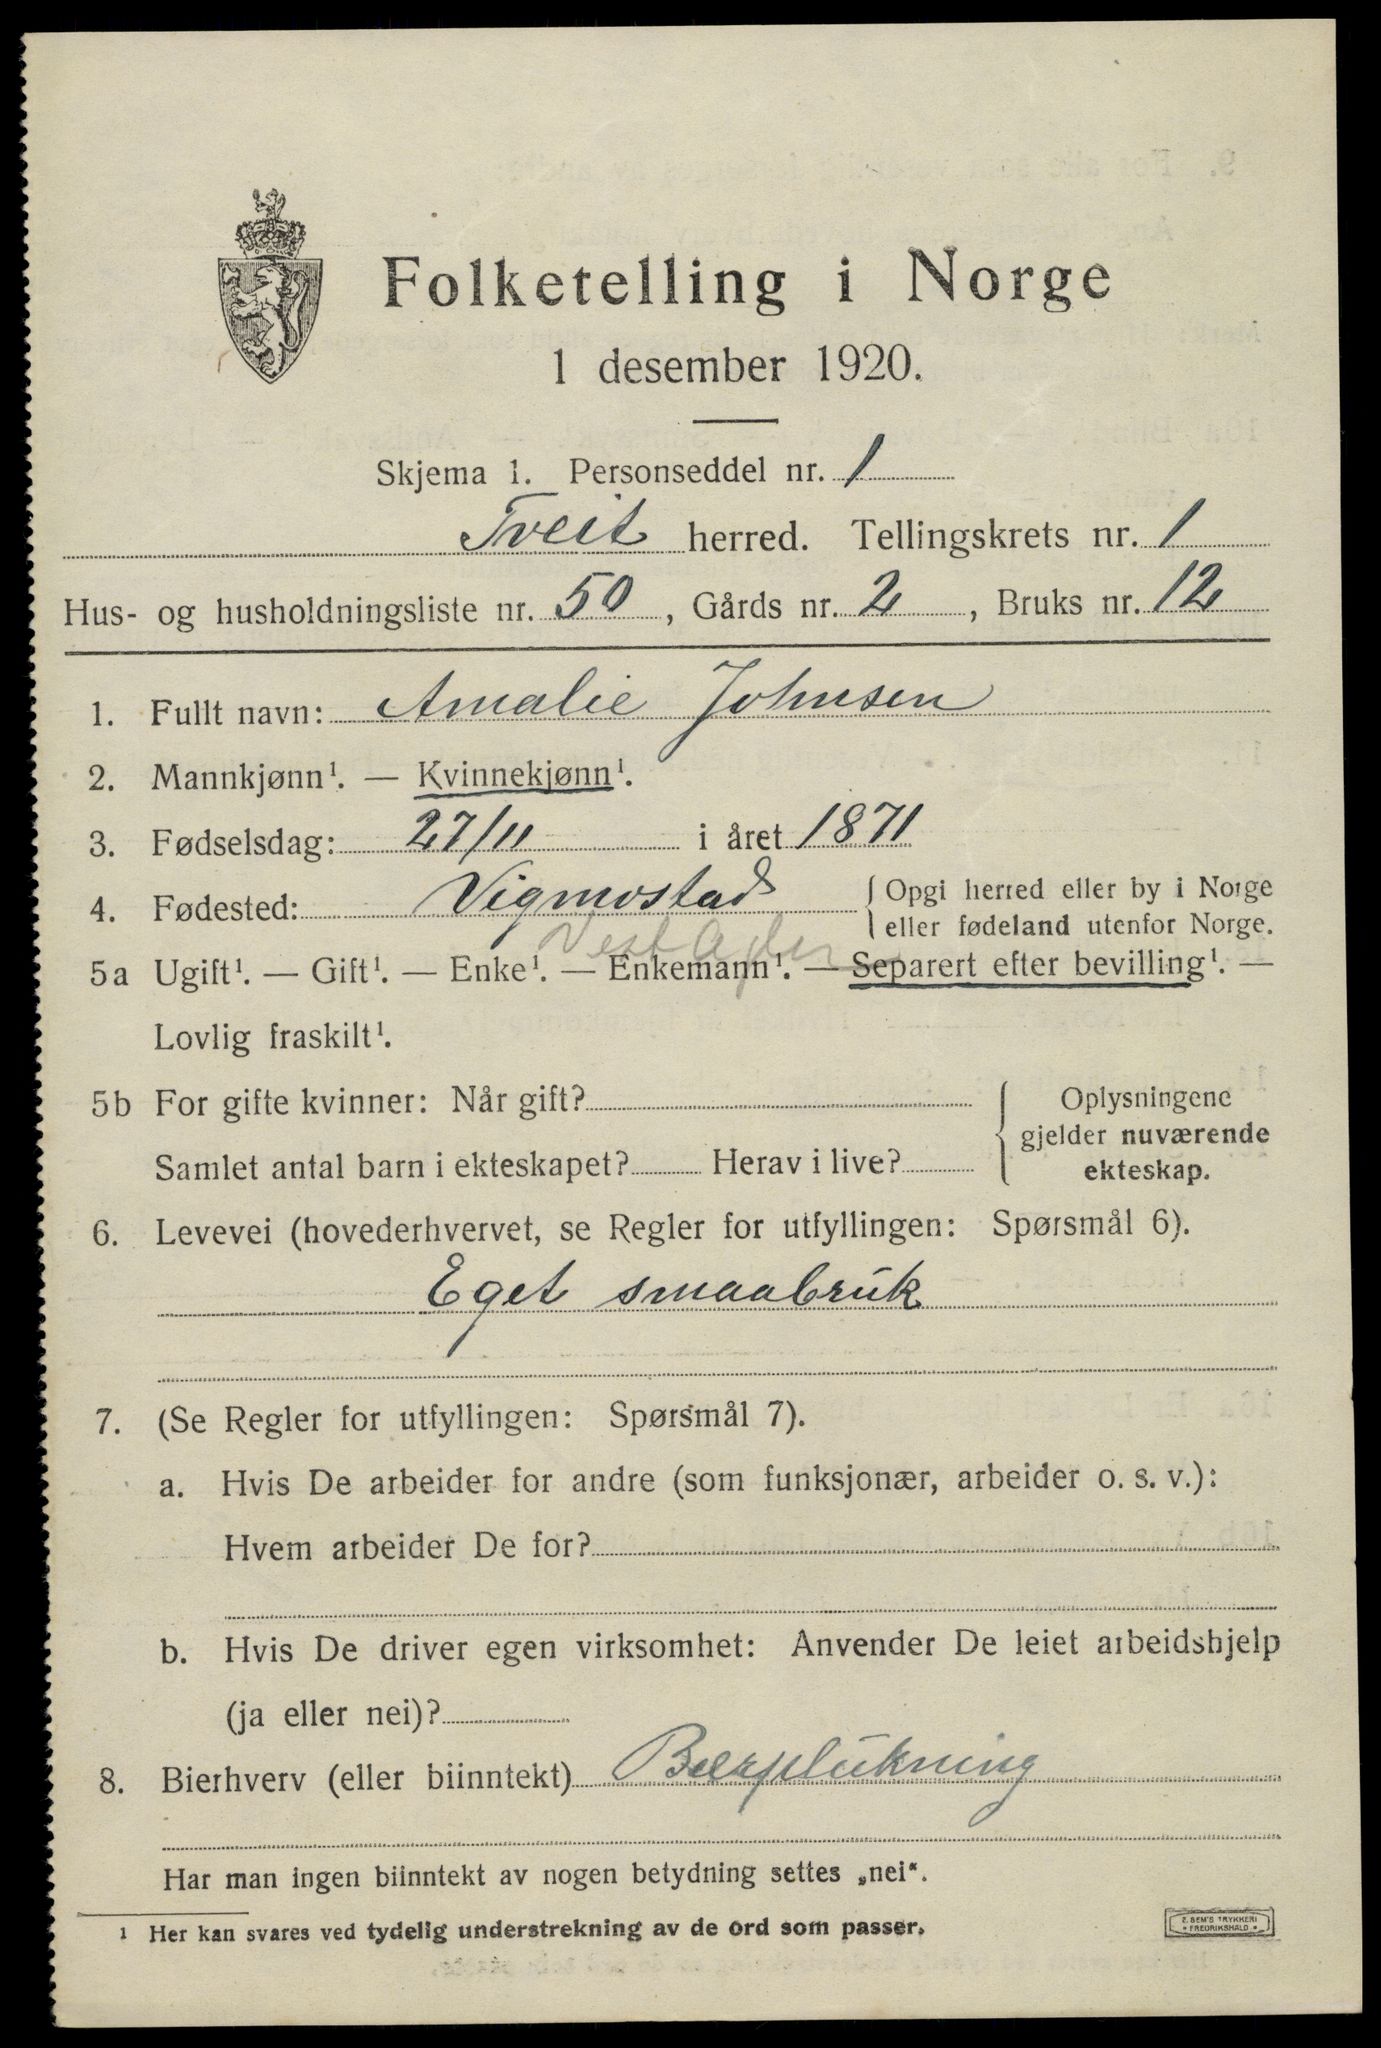 Folketelling i Norge
1 desember 1920.
Skjema 1. Personseddel nr. 1
Tveit herred. Tellingskrets nr. 1
Hus- og husholdningsliste nr. 50, Gårds nr. 2, Bruks nr. 12
1. Fullt navn: Amalie Johnsen
2. Mannkjønn¹. — Kvinnekjønn¹.
3. Fødselsdag: 27/11 i året 1871
4. Fødested: Vigmostad { Opgi herred eller by i Norge
eller fødeland utenfor Norge.
Vest Agder
5a Ugift¹. — Gift¹. — Enke¹. — Enkemann¹. — Separert efter bevilling¹. —
Lovlig fraskilt¹.
5b For gifte kvinner: Når gift?
Samlet antal barn i ekteskapet? Herav i live?
{ Oplysningene
gjelder nuværende
ekteskap.
6. Levevei (hovederhvervet, se Regler for utfyllingen: Spørsmål 6).
Eget smaabruk
7. (Se Regler for utfyllingen: Spørsmål 7).
a. Hvis De arbeider for andre (som funksjonær, arbeider o. s. v.):
Hvem arbeider De for?
b. Hvis De driver egen virksomhet: Anvender De leiet arbeidshjelp
(ja eller nei)?
8. Bierhverv (eller biinntekt) Bærplukning
Har man ingen biinntekt av nogen betydning settes „nei“.
¹ Her kan svares ved tydelig understrekning av de ord som passer.
E. SEM'S TRYKKERI
FREDRIKSHALD